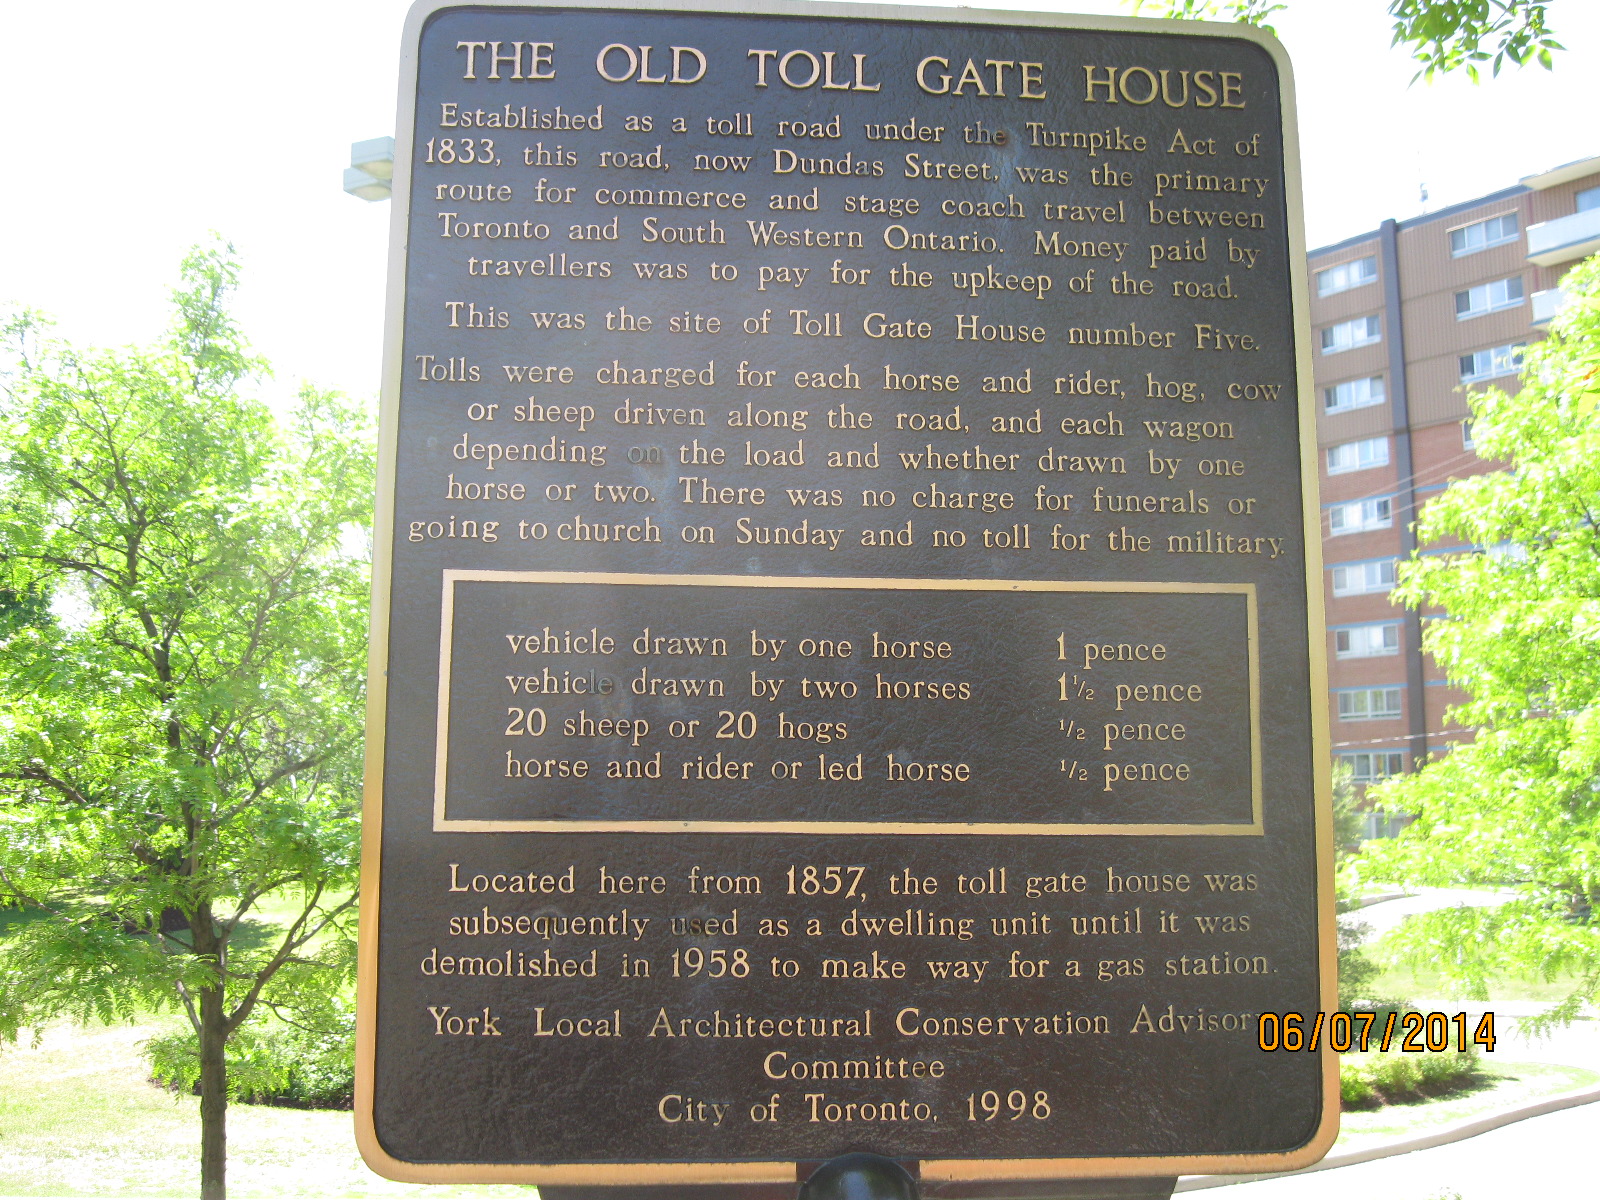 THE OLD TOLL GATE HOUSE
Established as a toll road under the Turnpike Act of
1833, this road, now Dundas Street, was the primary
route for commerce and stage coach travel between
Toronto and South Western Ontario. Money paid by
travellers was to pay for the upkeep of the road.
This was the site of Toll Gate House number Five.
Tolls were charged for each horse and rider, hog, cow
or sheep driven along the road, and each wagon
depending on the load and whether drawn by one
horse or two. There was no charge for funerals or
going to church on Sunday and no toll for the military.
vehicle drawn by one horse 1 pence
vehicle drawn by two horses 1 1/2 pence
20 sheep or 20 hogs 1/2 pence
horse and rider or led horse 1/2 pence
Located here from 1857, the toll gate house was
subsequently used as a dwelling unit until it was
demolished in 1958 to make way for a gas station.
York Local Architectural Conservation Advisory
Committee
City of Toronto, 1998
06/07/2014